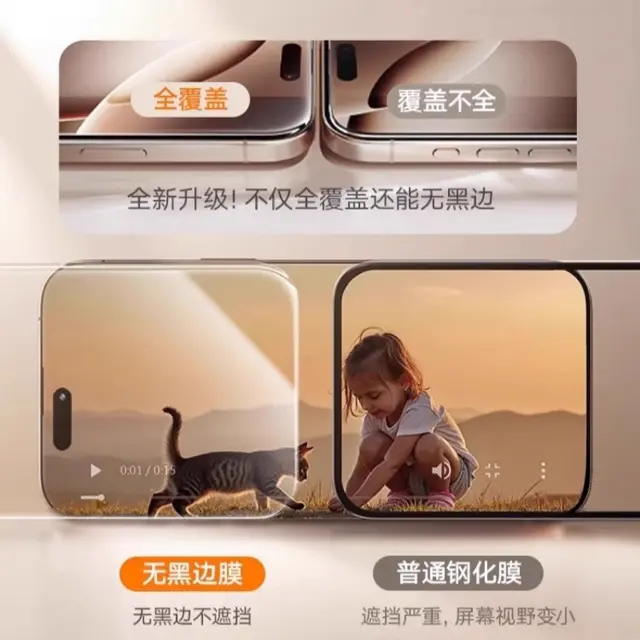 全覆盖
覆盖不全
全新升级！不仅全覆盖还能无黑边
0:01 / 0:15
无黑边膜
普通钢化膜
无黑边不遮挡
遮挡严重，屏幕视野变小